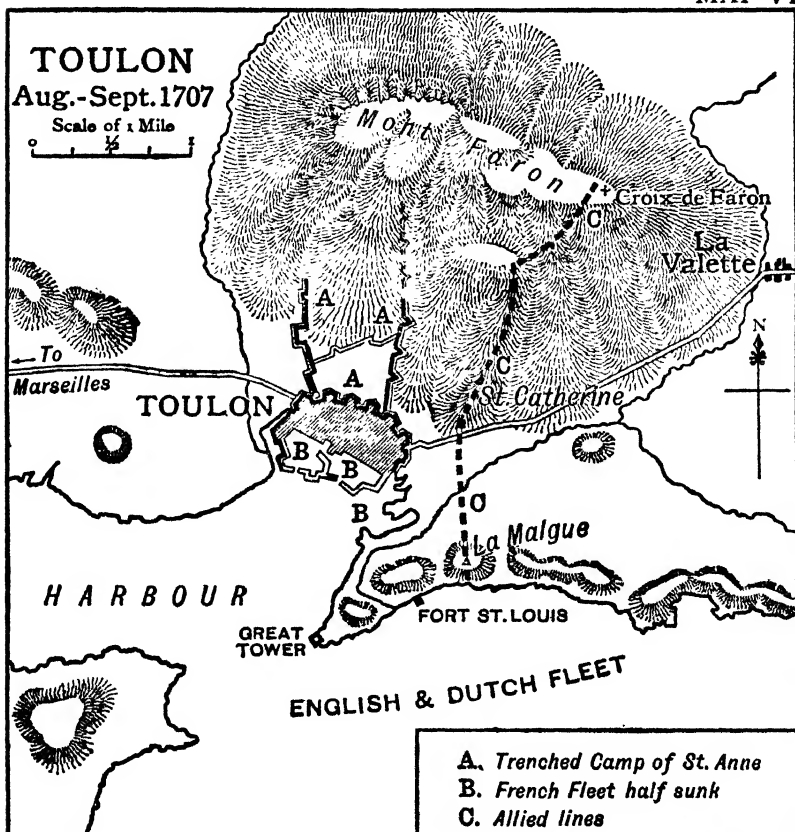 TOULON
Aug.-Sept. 1707
Scale of 1 Mile
0 ½ 1
Mont Faron
Croix-de Faron
C
La
Valette
A
A
N
← To
Marseilles
C
St Catherine
A
TOULON
B
B
B
C
La Malgue
HARBOUR
FORT ST. LOUIS
GREAT
TOWER
ENGLISH & DUTCH FLEET
A. Trenched Camp of St. Anne
B. French Fleet half sunk
C. Allied lines